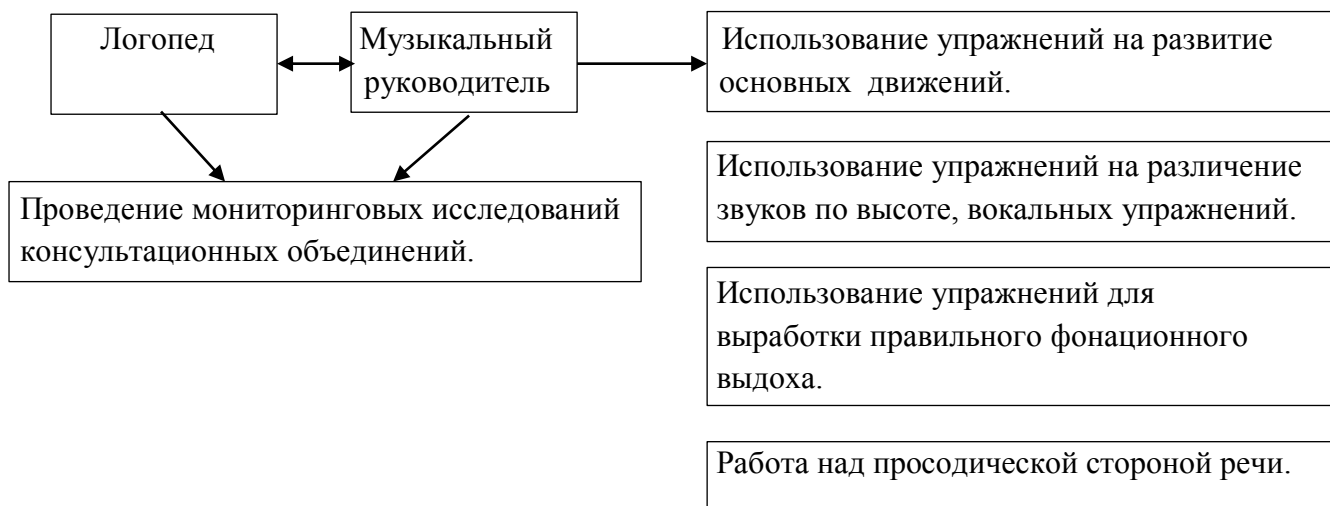 Логопед
Музыкальный
руководитель
Использование упражнений на развитие
основных движений.
Использование упражнений на различение
звуков по высоте, вокальных упражнений.
Проведение мониторинговых исследований
консультационных объединений.
Использование упражнений для
выработки правильного фонационного
выдоха.
Работа над просодической стороной речи.